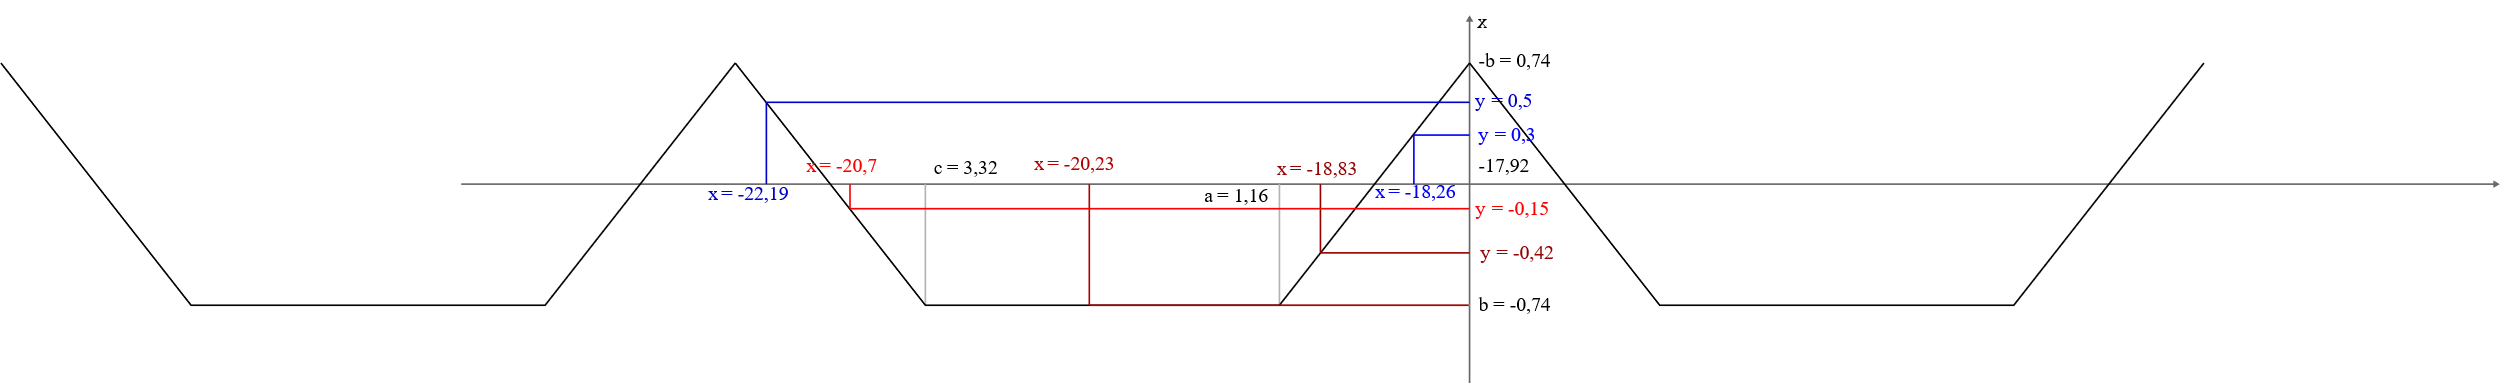 x
-b = 0,74
y = 0,5
y = 0,3
x = -20,7
c = 3,32
x = -20,23
x = -18,83
-17,92
x = -22,19
a = 1,16
x = -18,26
y = -0,15
y = -0,42
b = -0,74